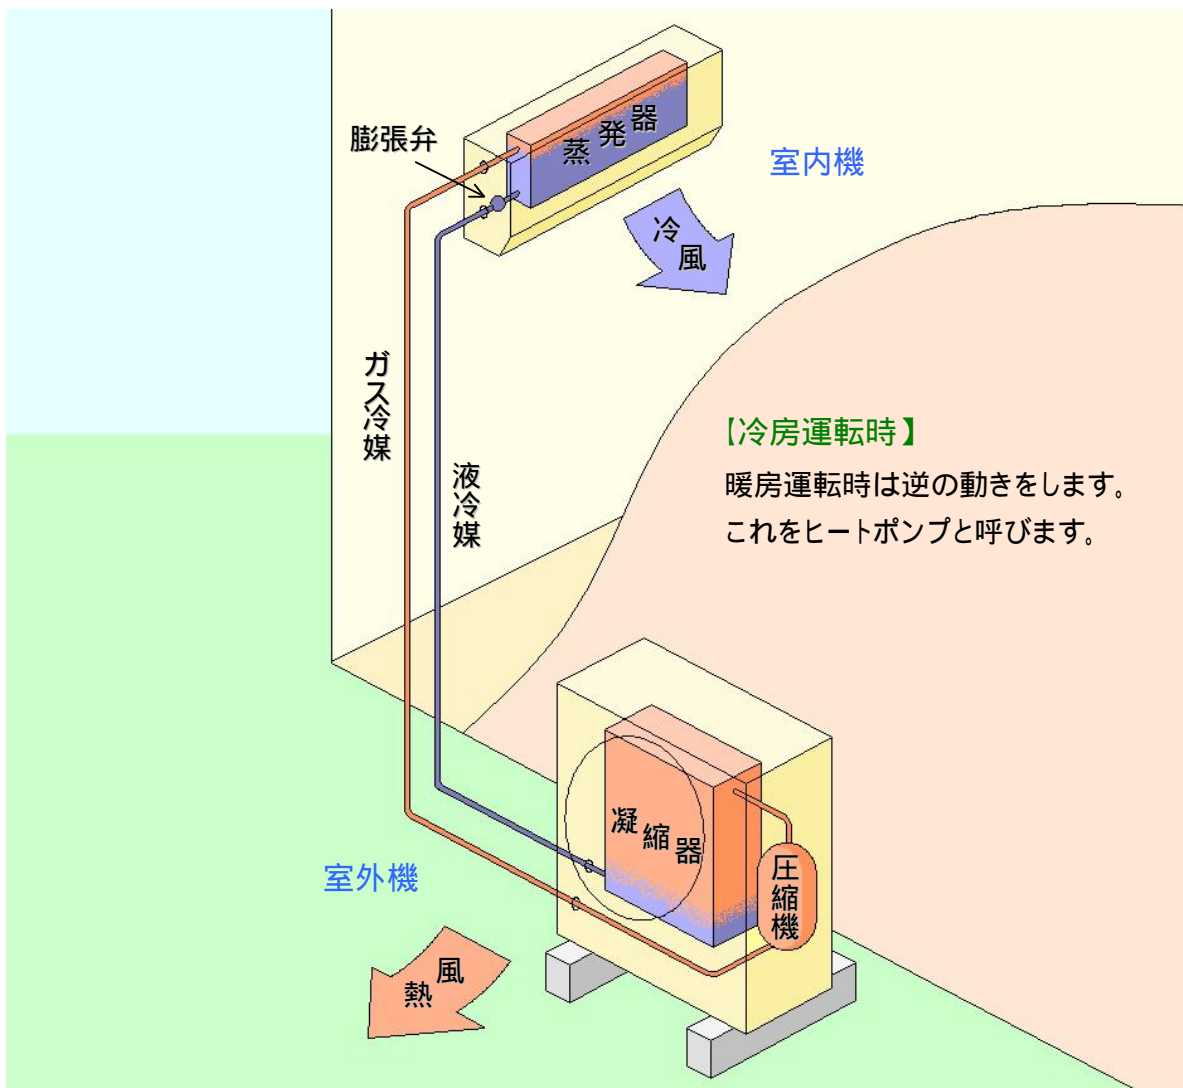 膨張弁
蒸発器
室内機
冷風
ガス冷媒
液冷媒
【冷房運転時】
暖房運転時は逆の動きをします。
これをヒートポンプと呼びます。
凝縮器
圧縮機
室外機
熱風